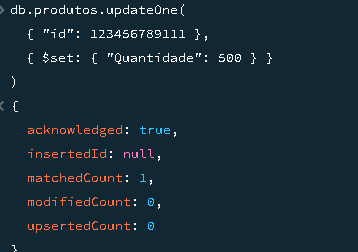 > db.produtos.updateOne(
{ "id": 123456789111 },
{ $set: { "Quantidade": 500 } }
)
< {
acknowledged: true,
insertedId: null,
matchedCount: 1,
modifiedCount: 0,
upsertedCount: 0
}